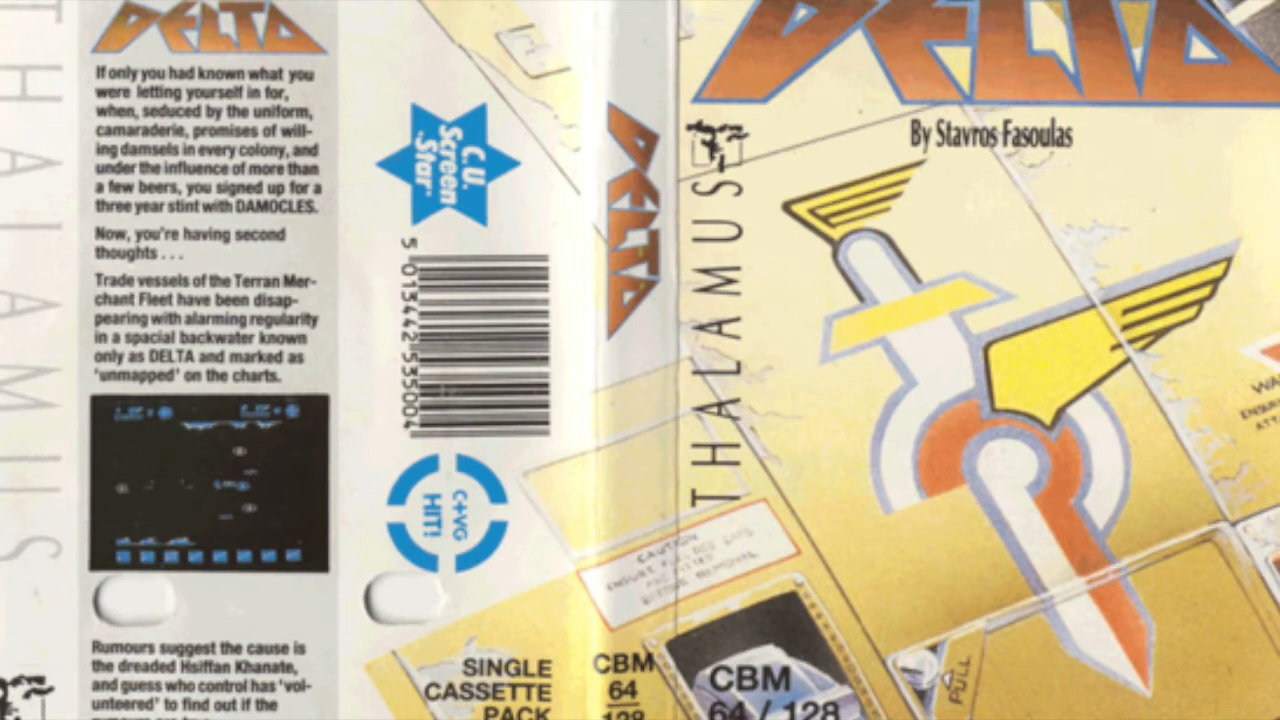 THALAMUS
DELTA
If only you had known what you
were letting yourself in for,
when, seduced by the uniform,
camaraderie, promises of will-
ing damsels in every colony, and
under the influence of more than
a few beers, you signed up for a
three year stint with DAMOCLES.
Now, you're having second
thoughts . . .
Trade vessels of the Terran Mer-
chant Fleet have been disap-
pearing with alarming regularity
in a spacial backwater known
only as DELTA and marked as
'unmapped' on the charts.
Rumours suggest the cause is
the dreaded Hsiffan Khanate,
and guess who control has 'vol-
unteered' to find out if the
C.U.
Screen
Star
5 013442 535004
C+VG
HIT!
SINGLE
CASSETTE
PACK
DELTA
CBM
64
128
DELTA
By Stavros Fasoulas
THALAMUS
CAUTION
ENSURE
BEFORE REMOVAL
PULL
CBM
64 / 128